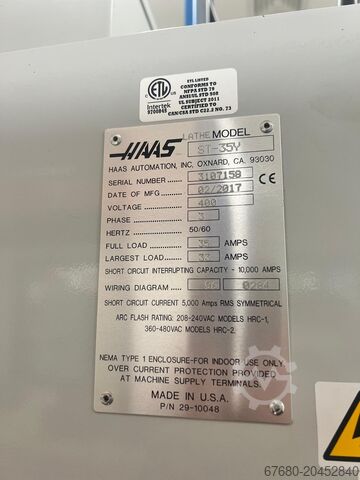 ETL LISTED
CONFORMS TO
NFPA STD 79
ANSI/UL STD 508
UL SUBJECT 2011
CERTIFIED TO
CAN/CSA STD C22.2 NO. 73
ETL
Intertek
9700845
HAAS LATHE MODEL
ST-35Y
HAAS AUTOMATION, INC. OXNARD, CA. 93030
SERIAL NUMBER 3107158
DATE OF MFG 02/2017 CE
VOLTAGE 400
PHASE 3
HERTZ 50/60
FULL LOAD 35 AMPS
LARGEST LOAD 33 AMPS
SHORT CIRCUIT INTERRUPTING CAPACITY - 10,000 AMPS
WIRING DIAGRAM 96 0284
SHORT CIRCUIT CURRENT 5,000 Amps RMS SYMMETRICAL
ARC FLASH RATING: 208-240VAC MODELS HRC-1,
360-480VAC MODELS HRC-2.
NEMA TYPE 1 ENCLOSURE-FOR INDOOR USE ONLY
OVER CURRENT PROTECTION PROVIDED
AT MACHINE SUPPLY TERMINALS.
MADE IN U.S.A.
P/N 29-10048
67680-20452840